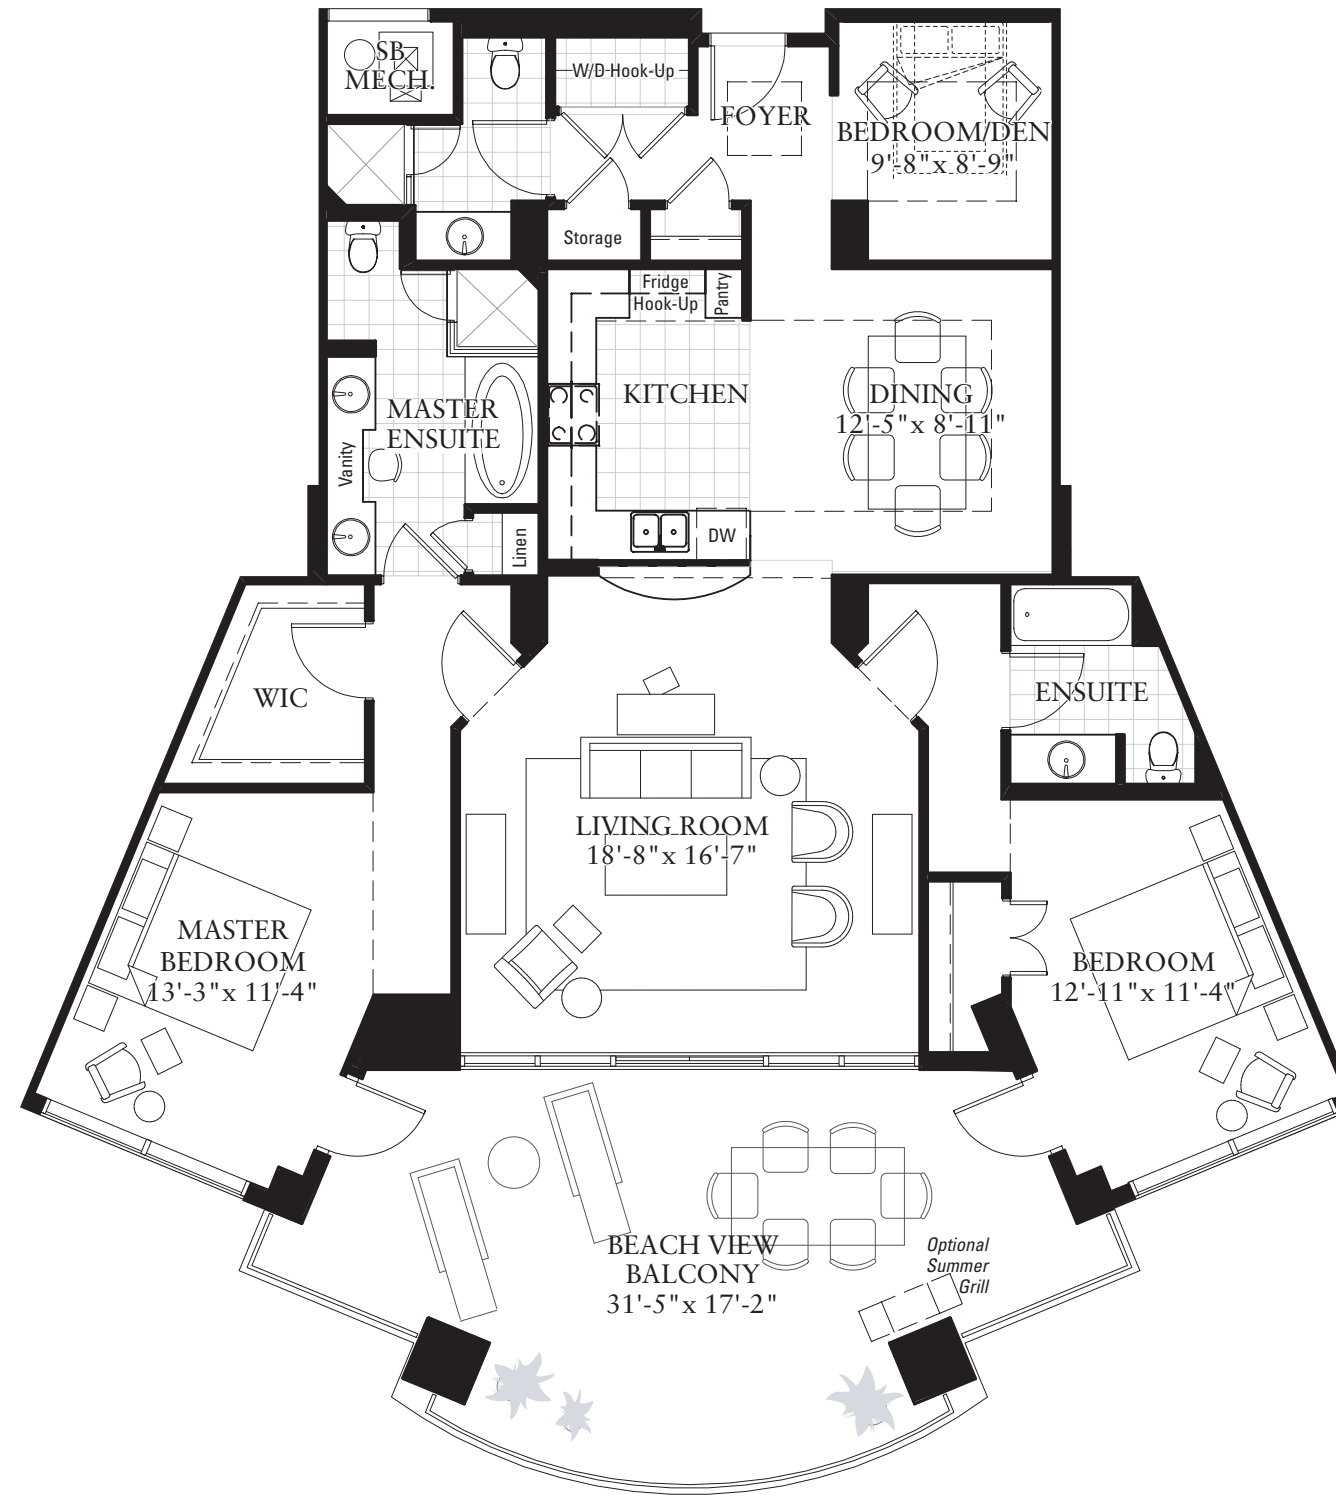 SB
MECH.
W/D Hook-Up
FOYER
BEDROOM/DEN
9'-8" x 8'-9"
Storage
Fridge
Hook-Up
Pantry
KITCHEN
DINING
12'-5" x 8'-11"
MASTER
ENSUITE
Vanity
Linen
DW
WIC
ENSUITE
LIVING ROOM
18'-8" x 16'-7"
MASTER
BEDROOM
13'-3" x 11'-4"
BEDROOM
12'-11" x 11'-4"
BEACH VIEW
BALCONY
31'-5" x 17'-2"
Optional
Summer
Grill